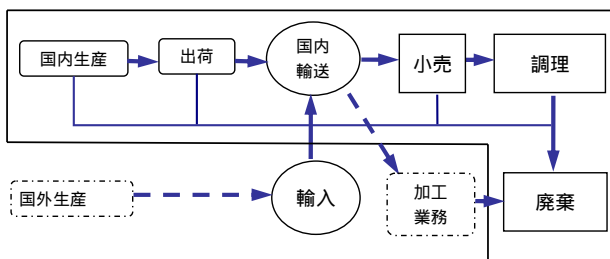 国内生産
出荷
国内
輸送
小売
調理
国外生産
輸入
加工
業務
廃棄